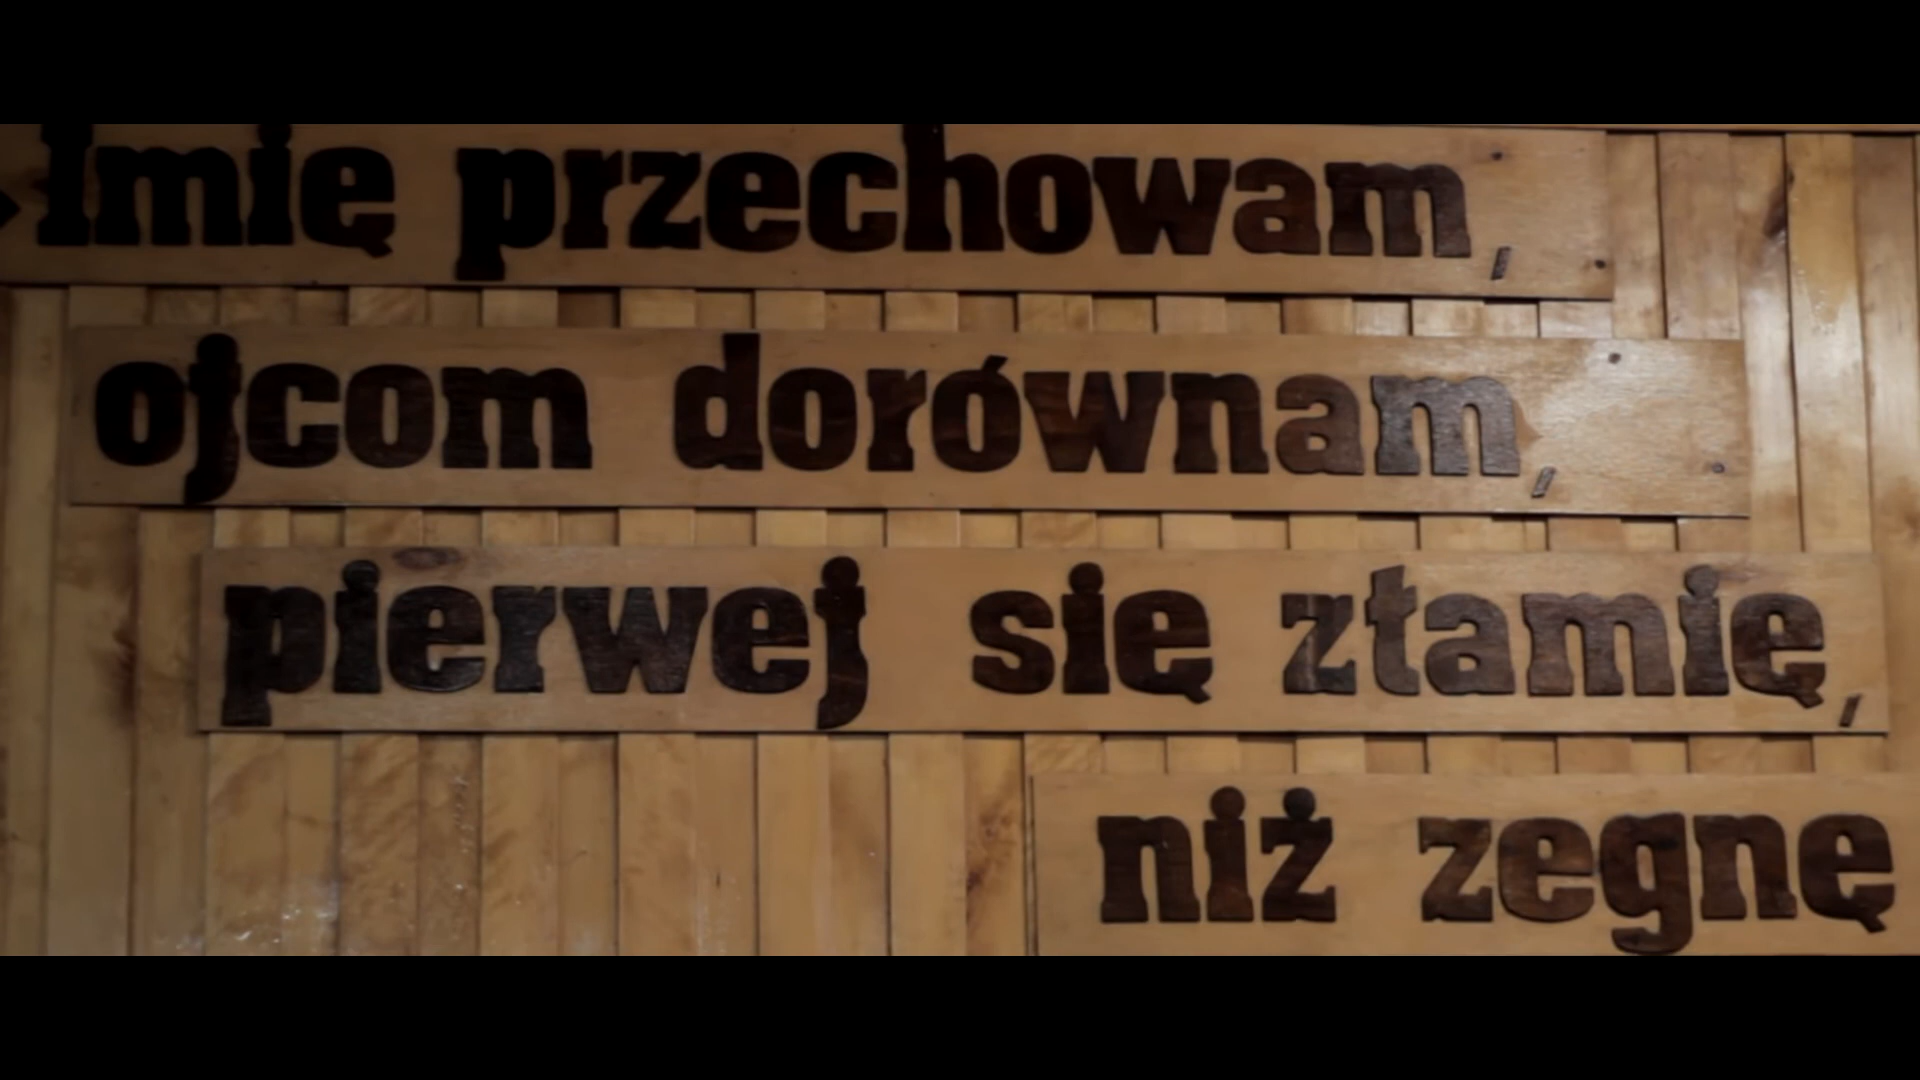 Imię przechowam,
ojcom dorównam,
pierwej się złamię,
niż zegnę